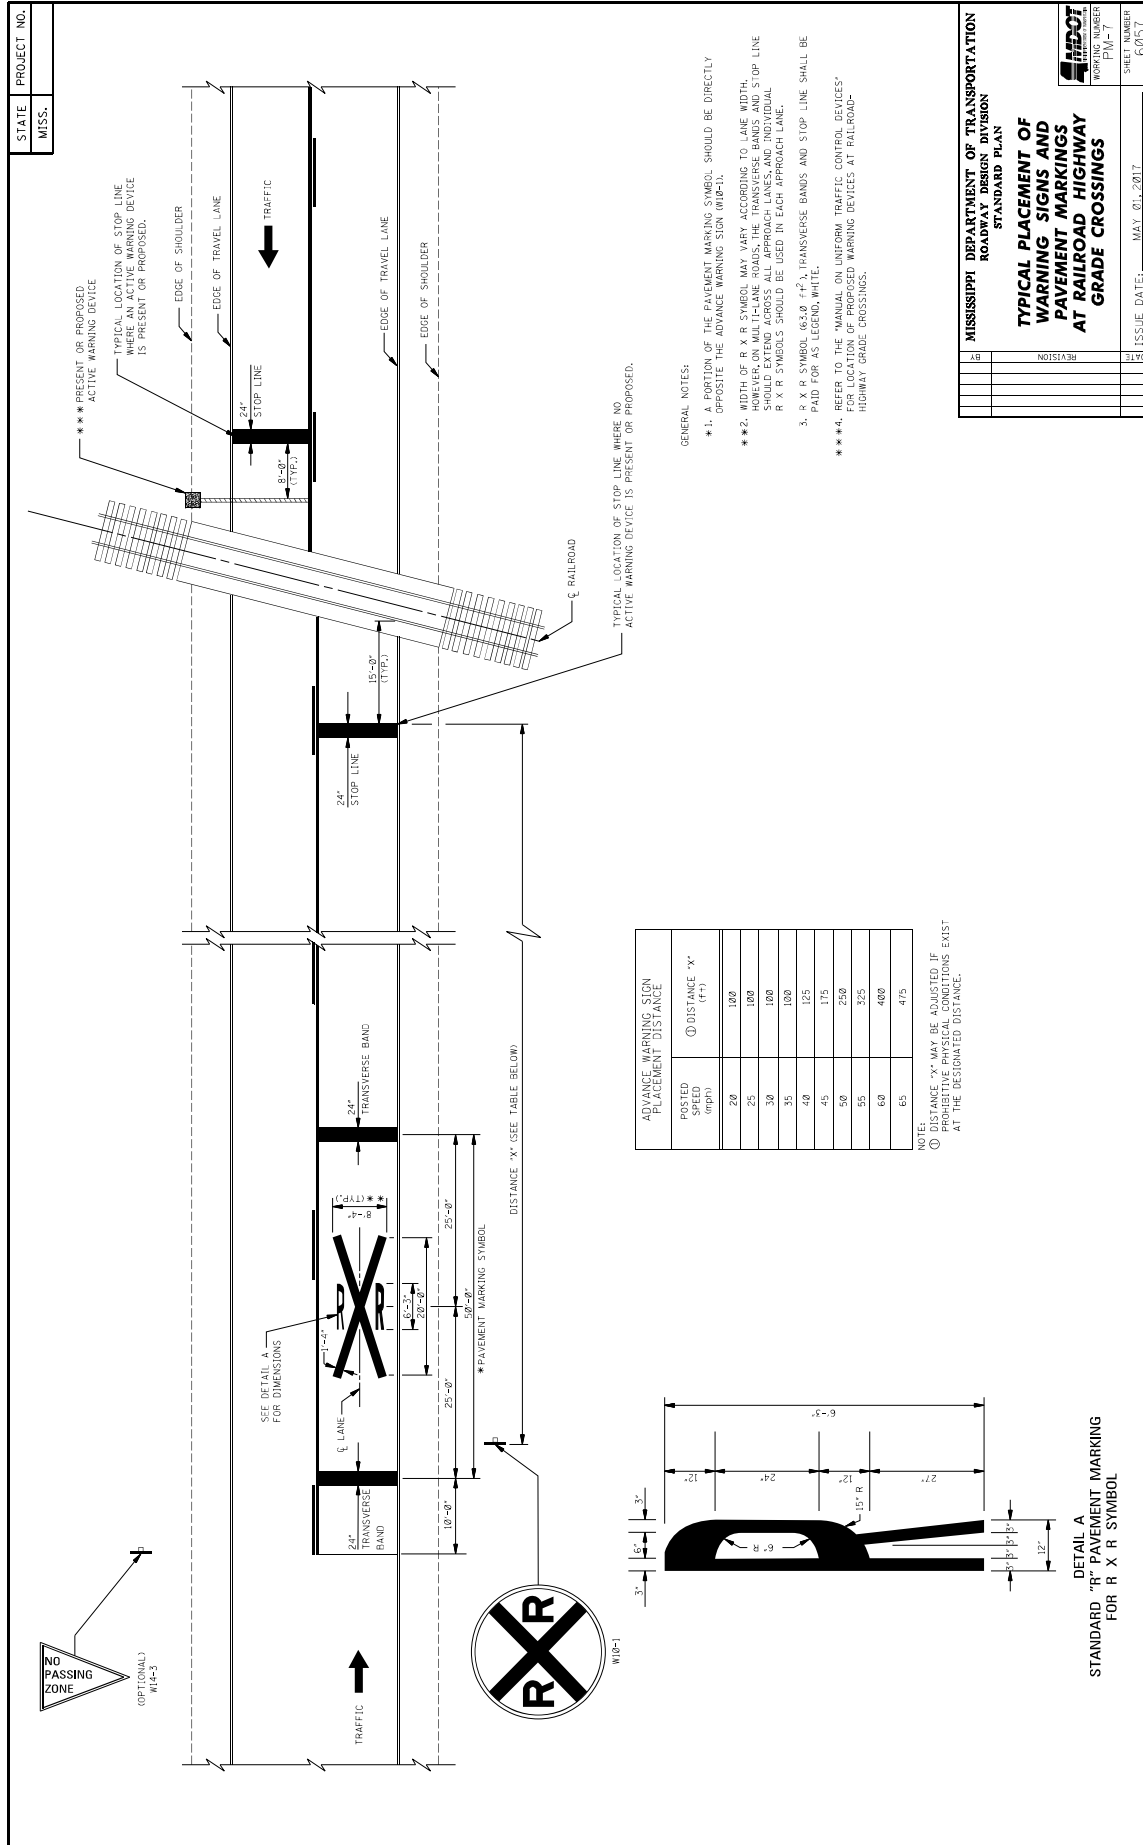 STATE
PROJECT NO.
MISS.
* * * PRESENT OR PROPOSED
ACTIVE WARNING DEVICE
TYPICAL LOCATION OF STOP LINE
WHERE AN ACTIVE WARNING DEVICE
IS PRESENT OR PROPOSED.
EDGE OF SHOULDER
EDGE OF TRAVEL LANE
TRAFFIC
24"
STOP LINE
8'-0"
(TYP.)
EDGE OF TRAVEL LANE
EDGE OF SHOULDER
℄ RAILROAD
15'-0"
(TYP.)
TYPICAL LOCATION OF STOP LINE WHERE NO
ACTIVE WARNING DEVICE IS PRESENT OR PROPOSED.
24"
STOP LINE
NO
PASSING
ZONE
(OPTIONAL)
W14-3
TRAFFIC
24"
TRANSVERSE
BAND
SEE DETAIL A
FOR DIMENSIONS
℄ LANE
1'-4"
R
R
8'-4"
(TYP.) * *
24"
TRANSVERSE BAND
6'-3"
20'-0"
10'-0"
25'-0"
25'-0"
50'-0"
* PAVEMENT MARKING SYMBOL
DISTANCE "X" (SEE TABLE BELOW)
R R
W10-1
GENERAL NOTES:
* 1. A PORTION OF THE PAVEMENT MARKING SYMBOL SHOULD BE DIRECTLY
OPPOSITE THE ADVANCE WARNING SIGN (W10-1).
* * 2. WIDTH OF R X R SYMBOL MAY VARY ACCORDING TO LANE WIDTH.
HOWEVER, ON MULTI-LANE ROADS, THE TRANSVERSE BANDS AND STOP LINE
SHOULD EXTEND ACROSS ALL APPROACH LANES, AND INDIVIDUAL
R X R SYMBOLS SHOULD BE USED IN EACH APPROACH LANE.
3. R X R SYMBOL (63.0 ft²), TRANSVERSE BANDS AND STOP LINE SHALL BE
PAID FOR AS LEGEND, WHITE.
* * * 4. REFER TO THE "MANUAL ON UNIFORM TRAFFIC CONTROL DEVICES"
FOR LOCATION OF PROPOSED WARNING DEVICES AT RAILROAD-
HIGHWAY GRADE CROSSINGS.
ADVANCE WARNING SIGN
PLACEMENT DISTANCE
POSTED
SPEED
(mph)
① DISTANCE "X"
(ft)
20 100
25 100
30 100
35 100
40 125
45 175
50 250
55 325
60 400
65 475
NOTE:
① DISTANCE "X" MAY BE ADJUSTED IF
PROHIBITIVE PHYSICAL CONDITIONS EXIST
AT THE DESIGNATED DISTANCE.
3" 6" 3"
12"
24"
12"
27"
6'-3"
6" R
15" R
3" 3" 3" 3"
12"
DETAIL A
STANDARD "R" PAVEMENT MARKING
FOR R X R SYMBOL
BY
REVISION
DATE
MISSISSIPPI DEPARTMENT OF TRANSPORTATION
ROADWAY DESIGN DIVISION
STANDARD PLAN
TYPICAL PLACEMENT OF
WARNING SIGNS AND
PAVEMENT MARKINGS
AT RAILROAD HIGHWAY
GRADE CROSSINGS
ISSUE DATE: MAY 01, 2017
MDOT
WORKING NUMBER
PM-7
SHEET NUMBER
6057